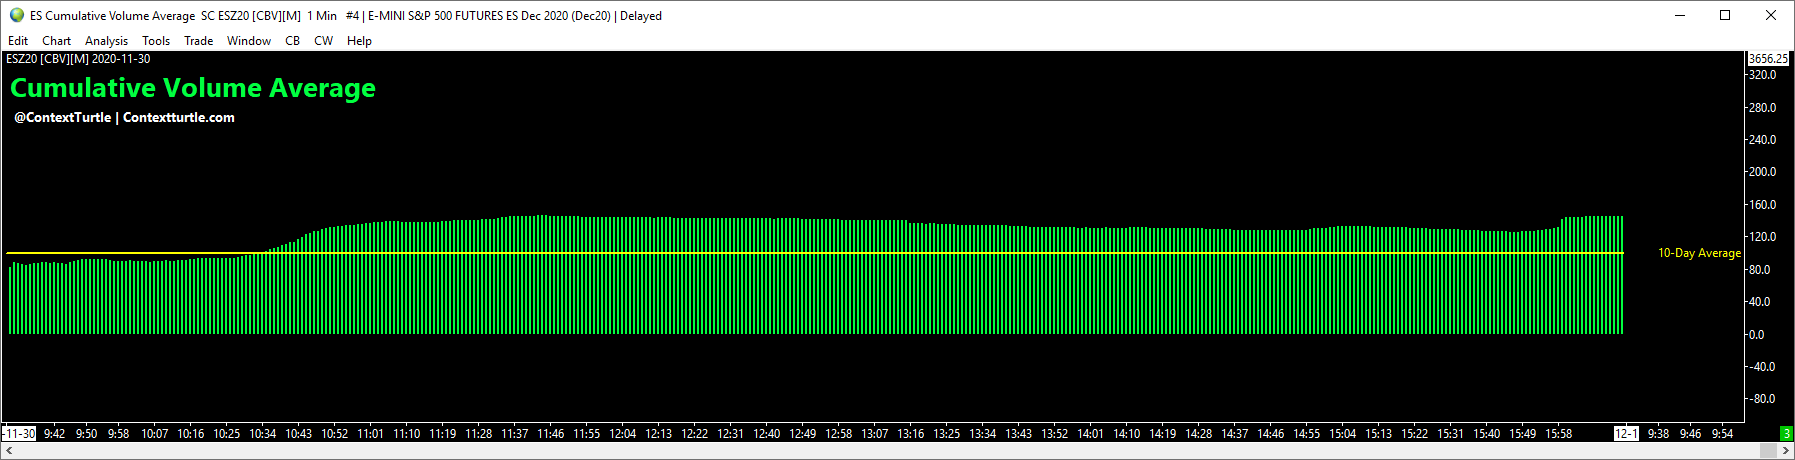 ES Cumulative Volume Average SC ESZ20 [CBV][M] 1 Min #4 | E-MINI S&P 500 FUTURES ES Dec 2020 (Dec20) | Delayed
Edit Chart Analysis Tools Trade Window CB CW Help
ESZ20 [CBV][M] 2020-11-30
3656.25
Cumulative Volume Average
@ContextTurtle | Contextturtle.com
320.0
280.0
240.0
200.0
160.0
120.0
10-Day Average
80.0
40.0
0.0
-40.0
-80.0
-11-30 9:42 9:50 9:58 10:07 10:16 10:25 10:34 10:43 10:52 11:01 11:10 11:19 11:28 11:37 11:46 11:55 12:04 12:13 12:22 12:31 12:40 12:49 12:58 13:07 13:16 13:25 13:34 13:43 13:52 14:01 14:10 14:19 14:28 14:37 14:46 14:55 15:04 15:13 15:22 15:31 15:40 15:49 15:58 12-1 9:38 9:46 9:54 3